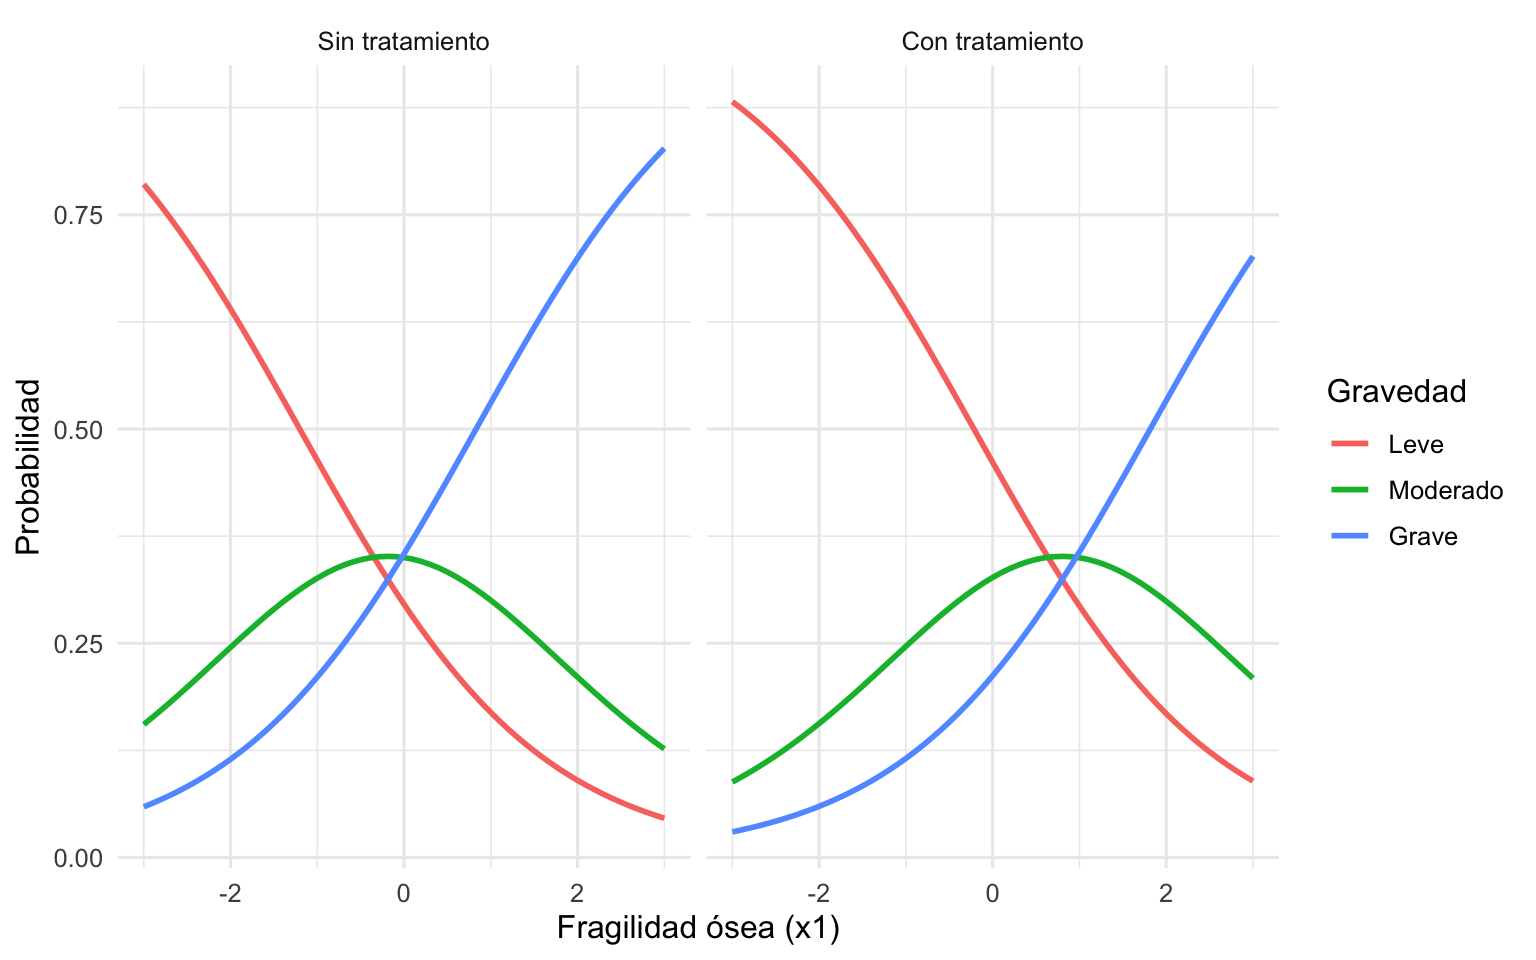 Sin tratamiento
Con tratamiento
Probabilidad
0.75
0.50
0.25
0.00
-2
0
2
-2
0
2
Fragilidad ósea (x1)
Gravedad
Leve
Moderado
Grave